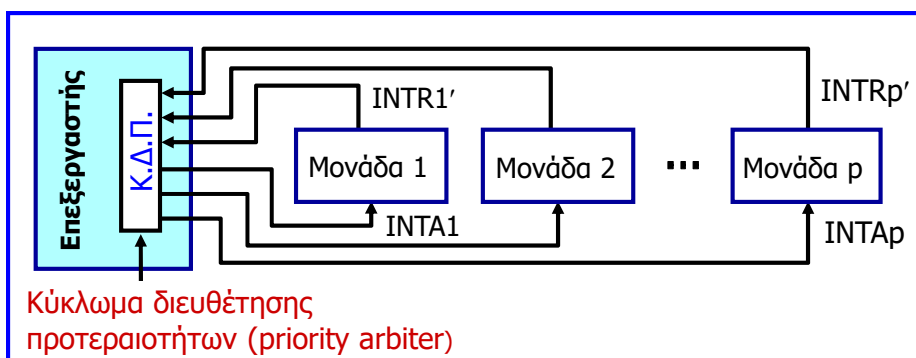 Επεξεργαστής
Κ.Δ.Π.
INTR1′
INTRp′
Μονάδα 1
Μονάδα 2
...
Μονάδα p
INTA1
INTAp
Κύκλωμα διευθέτησης
προτεραιοτήτων (priority arbiter)